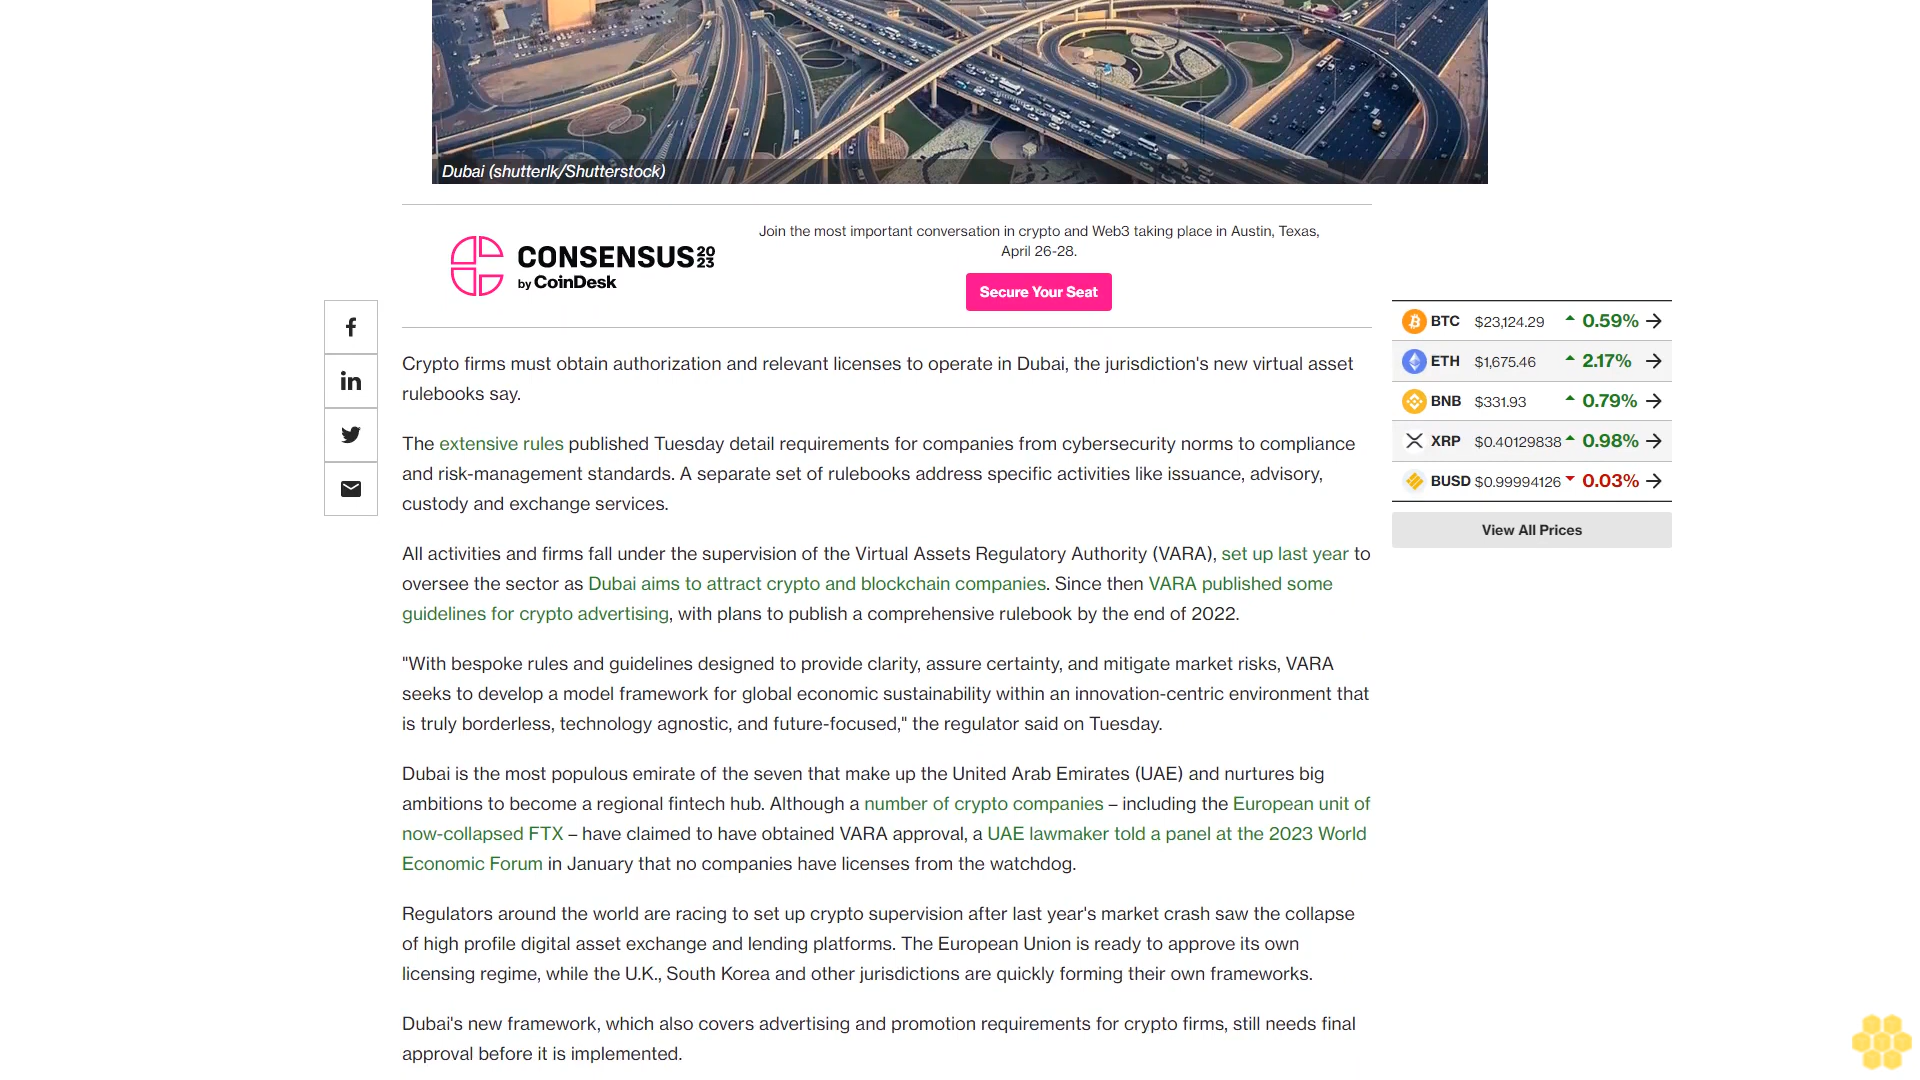 Dubai (shutterlk/Shutterstock)
CONSENSUS 2023
by CoinDesk
Join the most important conversation in crypto and Web3 taking place in Austin, Texas,
April 26-28.
Secure Your Seat
Crypto firms must obtain authorization and relevant licenses to operate in Dubai, the jurisdiction's new virtual asset
rulebooks say.
The extensive rules published Tuesday detail requirements for companies from cybersecurity norms to compliance
and risk-management standards. A separate set of rulebooks address specific activities like issuance, advisory,
custody and exchange services.
All activities and firms fall under the supervision of the Virtual Assets Regulatory Authority (VARA), set up last year to
oversee the sector as Dubai aims to attract crypto and blockchain companies. Since then VARA published some
guidelines for crypto advertising, with plans to publish a comprehensive rulebook by the end of 2022.
"With bespoke rules and guidelines designed to provide clarity, assure certainty, and mitigate market risks, VARA
seeks to develop a model framework for global economic sustainability within an innovation-centric environment that
is truly borderless, technology agnostic, and future-focused," the regulator said on Tuesday.
Dubai is the most populous emirate of the seven that make up the United Arab Emirates (UAE) and nurtures big
ambitions to become a regional fintech hub. Although a number of crypto companies – including the European unit of
now-collapsed FTX – have claimed to have obtained VARA approval, a UAE lawmaker told a panel at the 2023 World
Economic Forum in January that no companies have licenses from the watchdog.
Regulators around the world are racing to set up crypto supervision after last year's market crash saw the collapse
of high profile digital asset exchange and lending platforms. The European Union is ready to approve its own
licensing regime, while the U.K., South Korea and other jurisdictions are quickly forming their own frameworks.
Dubai's new framework, which also covers advertising and promotion requirements for crypto firms, still needs final
approval before it is implemented.
BTC $23,124.29 0.59%
ETH $1,675.46 2.17%
BNB $331.93 0.79%
XRP $0.40129838 0.98%
BUSD $0.99994126 0.03%
View All Prices